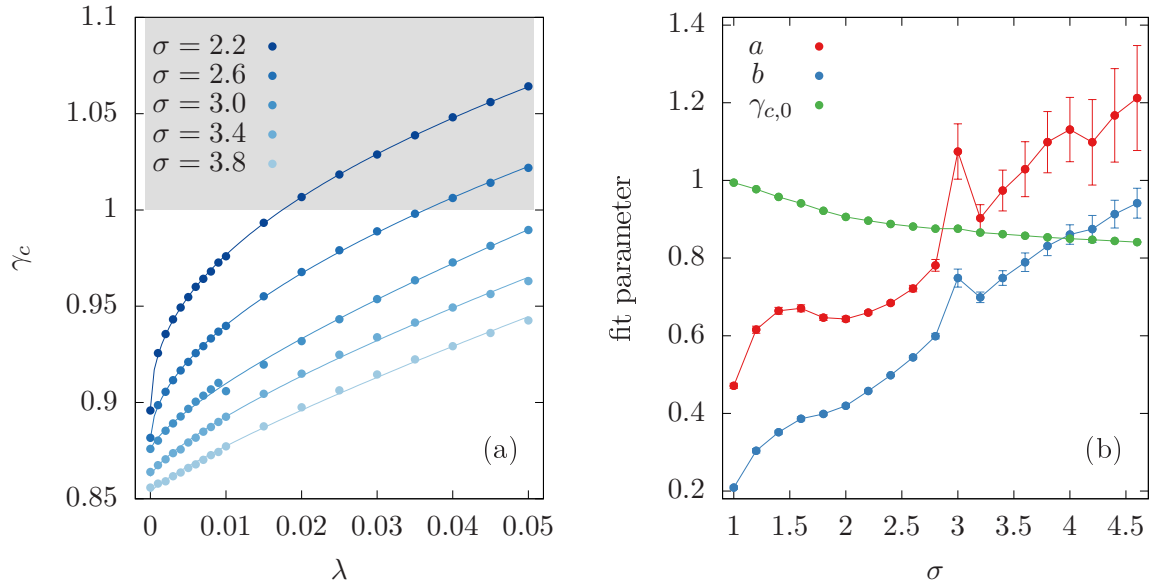 1.1
1.05
1
0.95
0.9
0.85
γc
σ = 2.2
σ = 2.6
σ = 3.0
σ = 3.4
σ = 3.8
(a)
0 0.01 0.02 0.03 0.04 0.05
λ
1.4
1.2
1
0.8
0.6
0.4
0.2
fit parameter
a
b
γc,0
(b)
1 1.5 2 2.5 3 3.5 4 4.5
σ